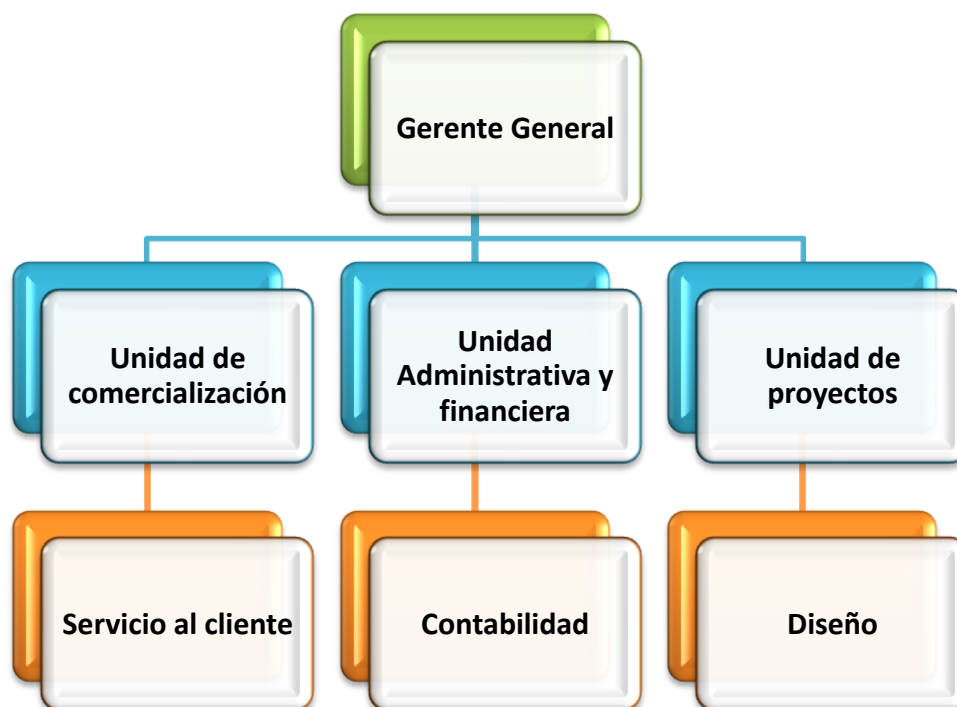 Gerente General
Unidad de
comercialización
Unidad
Administrativa y
financiera
Unidad de
proyectos
Servicio al cliente
Contabilidad
Diseño